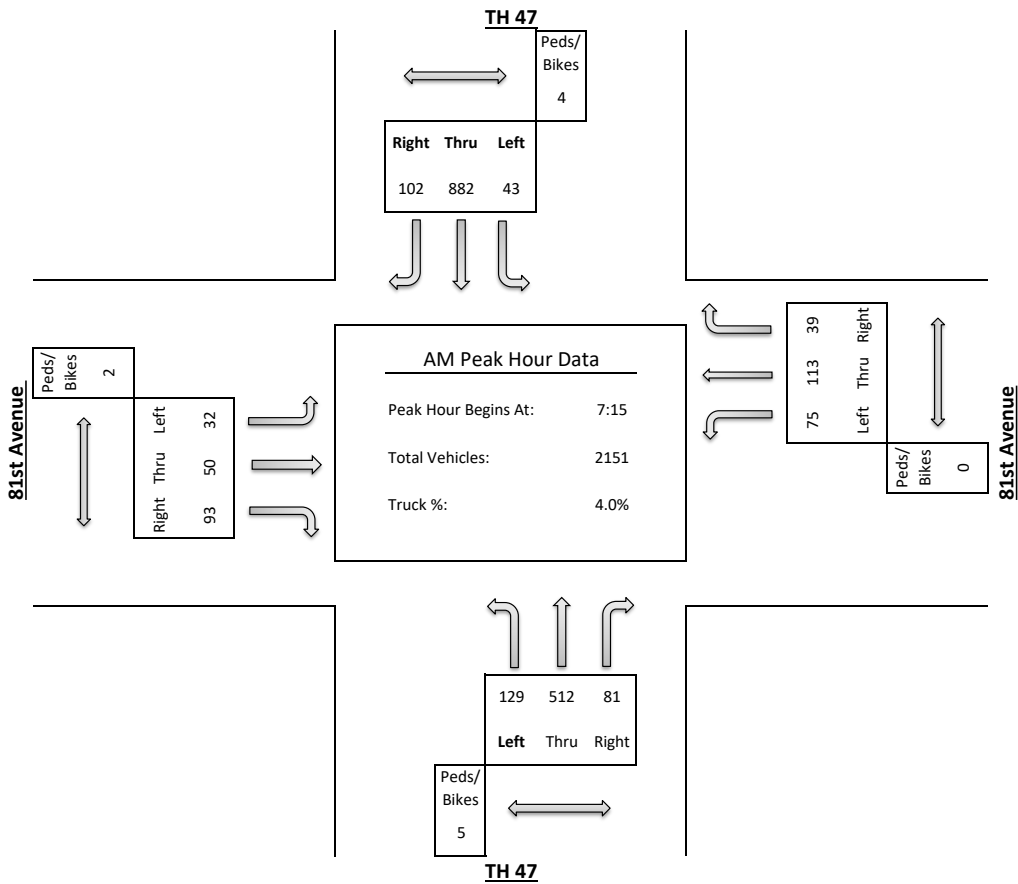 TH 47
Peds/
Bikes
4
Right Thru Left
102 882 43
81st Avenue
Peds/
Bikes
2
Left 32
Thru 50
Right 93
AM Peak Hour Data
Peak Hour Begins At: 7:15
Total Vehicles: 2151
Truck %: 4.0%
39 Right
113 Thru
75 Left
Peds/
Bikes
0
81st Avenue
129 512 81
Left Thru Right
Peds/
Bikes
5
TH 47